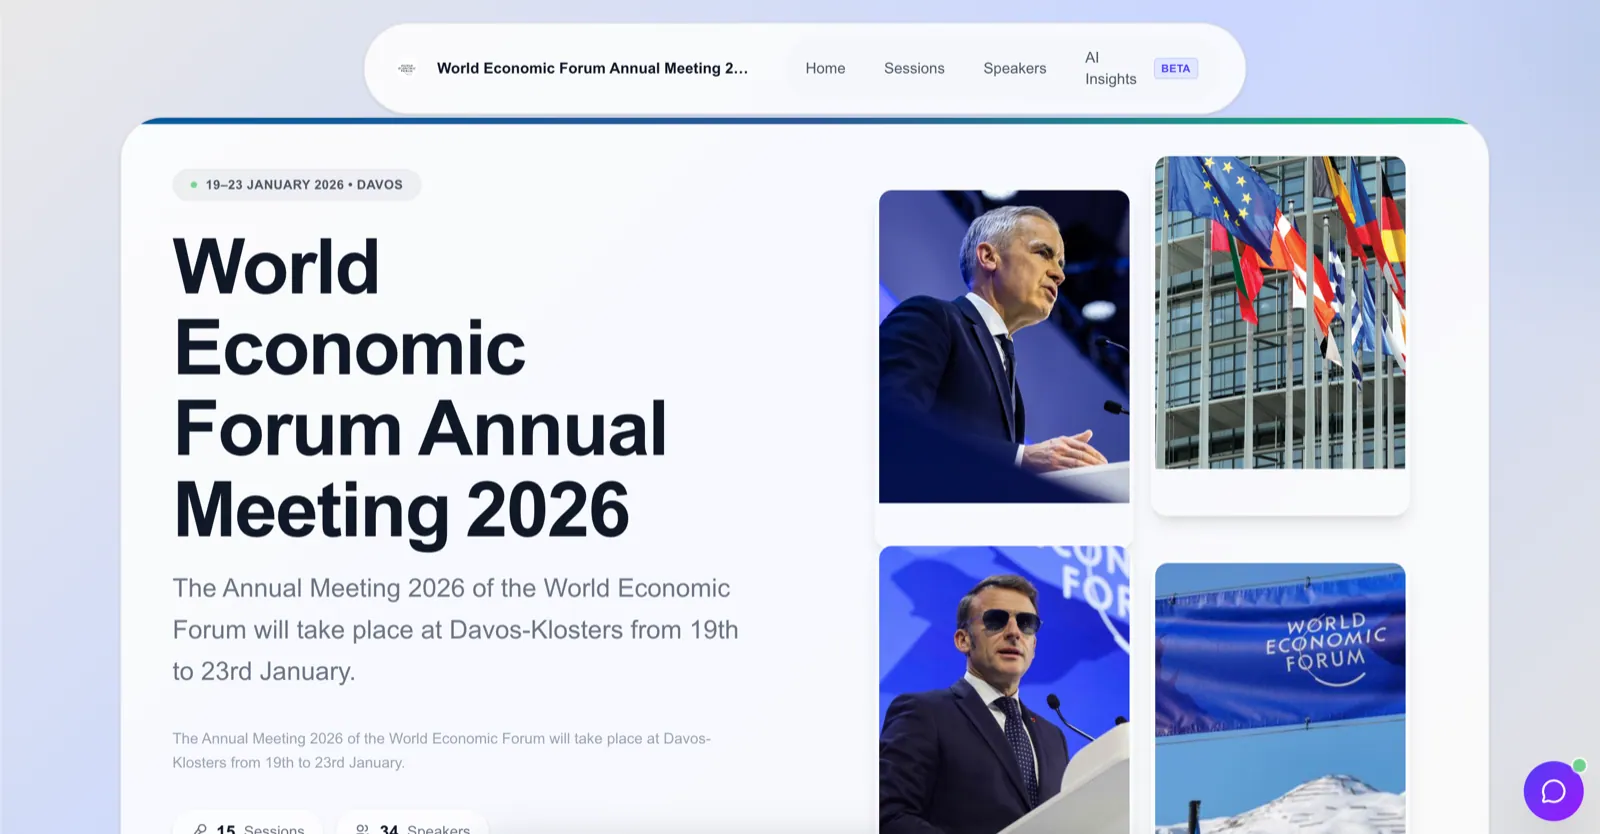 World Economic Forum Annual Meeting 2...
Home
Sessions
Speakers
AI
Insights
BETA
19–23 JANUARY 2026 • DAVOS
World
Economic
Forum Annual
Meeting 2026
The Annual Meeting 2026 of the World Economic
Forum will take place at Davos-Klosters from 19th
to 23rd January.
The Annual Meeting 2026 of the World Economic Forum will take place at Davos-
Klosters from 19th to 23rd January.
15 Sessions
34 Speakers
WORLD
ECONOMIC
FORUM